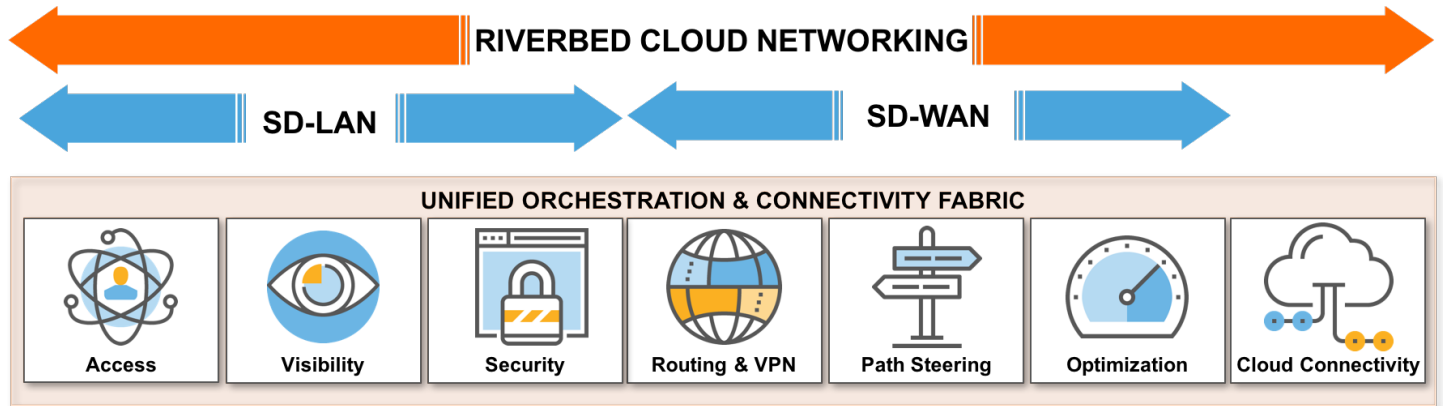 RIVERBED CLOUD NETWORKING
SD-LAN
SD-WAN
UNIFIED ORCHESTRATION & CONNECTIVITY FABRIC
Access
Visibility
Security
Routing & VPN
Path Steering
Optimization
Cloud Connectivity